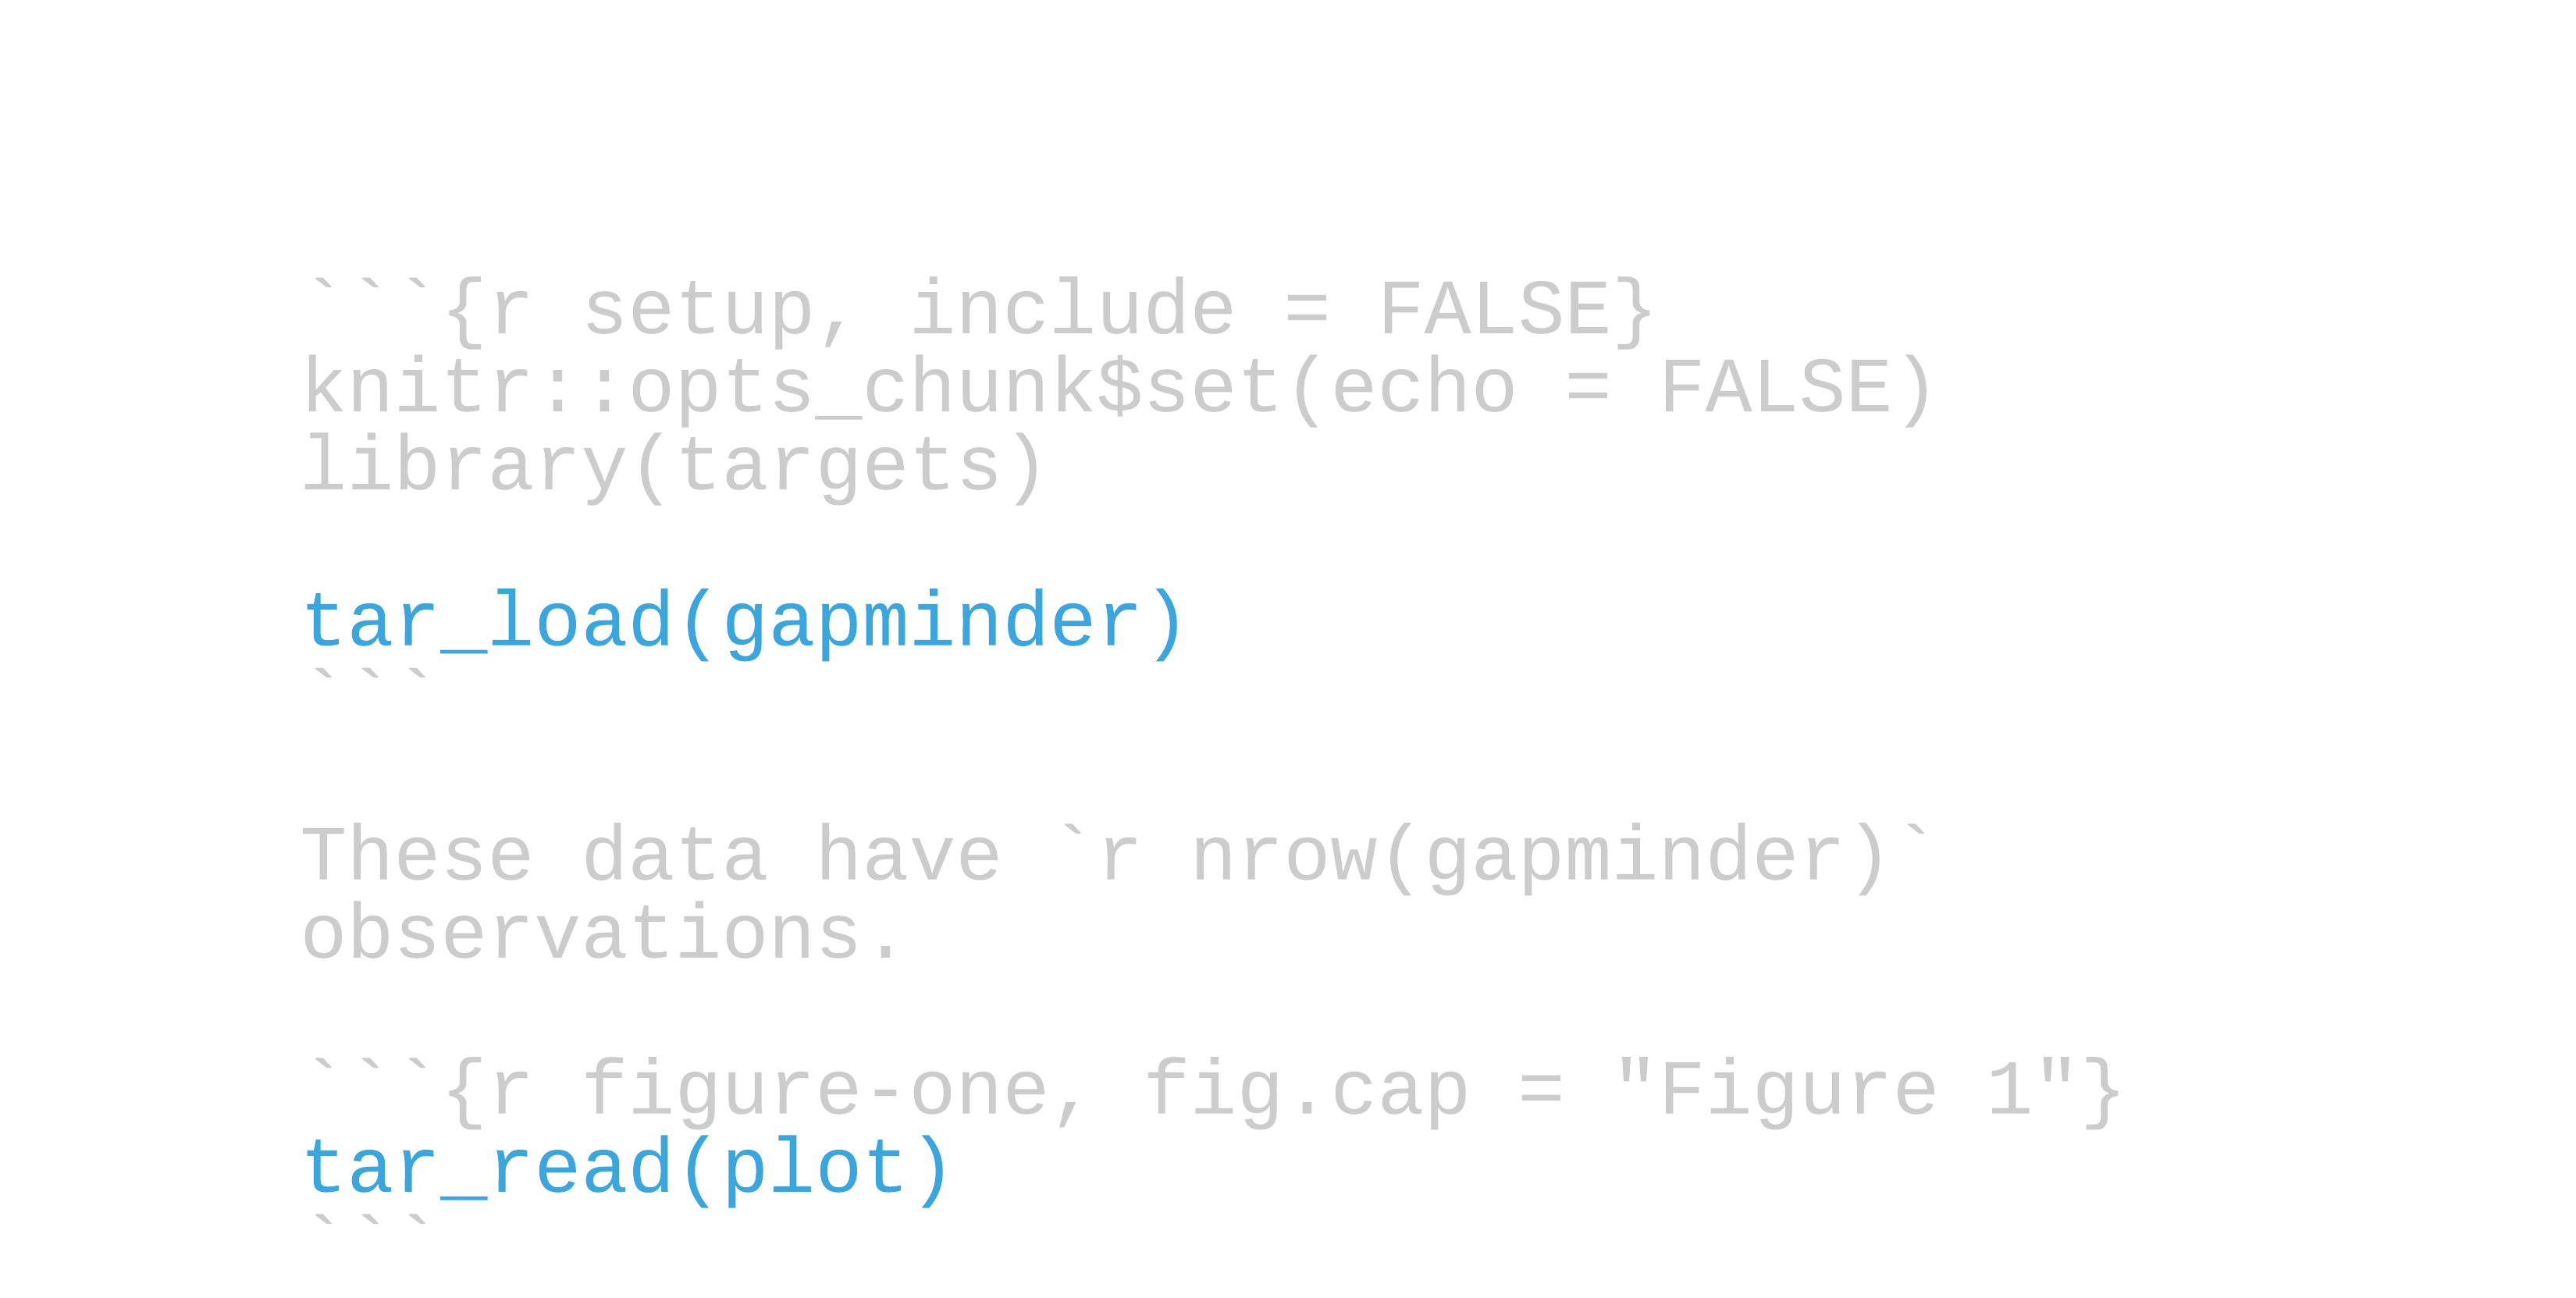 ```{r setup, include = FALSE}
knitr::opts_chunk$set(echo = FALSE)
library(targets)
tar_load(gapminder)
```
These data have `r nrow(gapminder)`
observations.
```{r figure-one, fig.cap = "Figure 1"}
tar_read(plot)
```